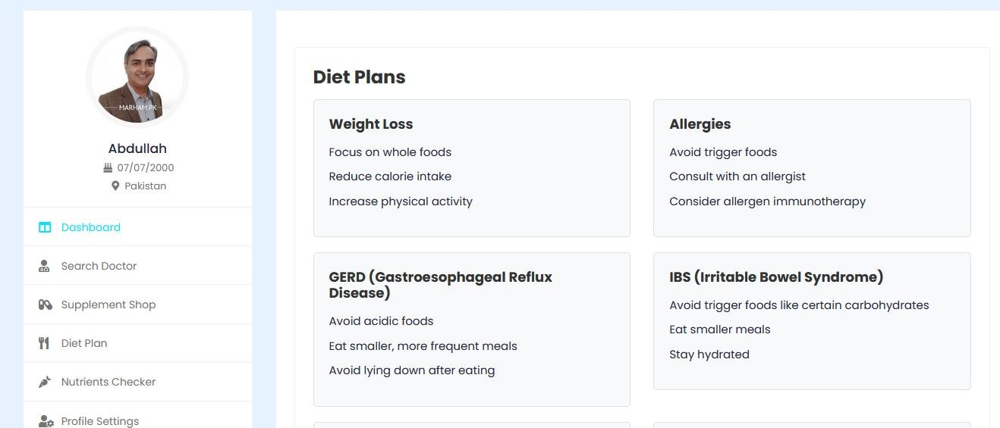 MARHAM.PK
Abdullah
07/07/2000
Pakistan
Dashboard
Search Doctor
Supplement Shop
Diet Plan
Nutrients Checker
Profile Settings
Diet Plans
Weight Loss
Focus on whole foods
Reduce calorie intake
Increase physical activity
Allergies
Avoid trigger foods
Consult with an allergist
Consider allergen immunotherapy
GERD (Gastroesophageal Reflux
Disease)
Avoid acidic foods
Eat smaller, more frequent meals
Avoid lying down after eating
IBS (Irritable Bowel Syndrome)
Avoid trigger foods like certain carbohydrates
Eat smaller meals
Stay hydrated